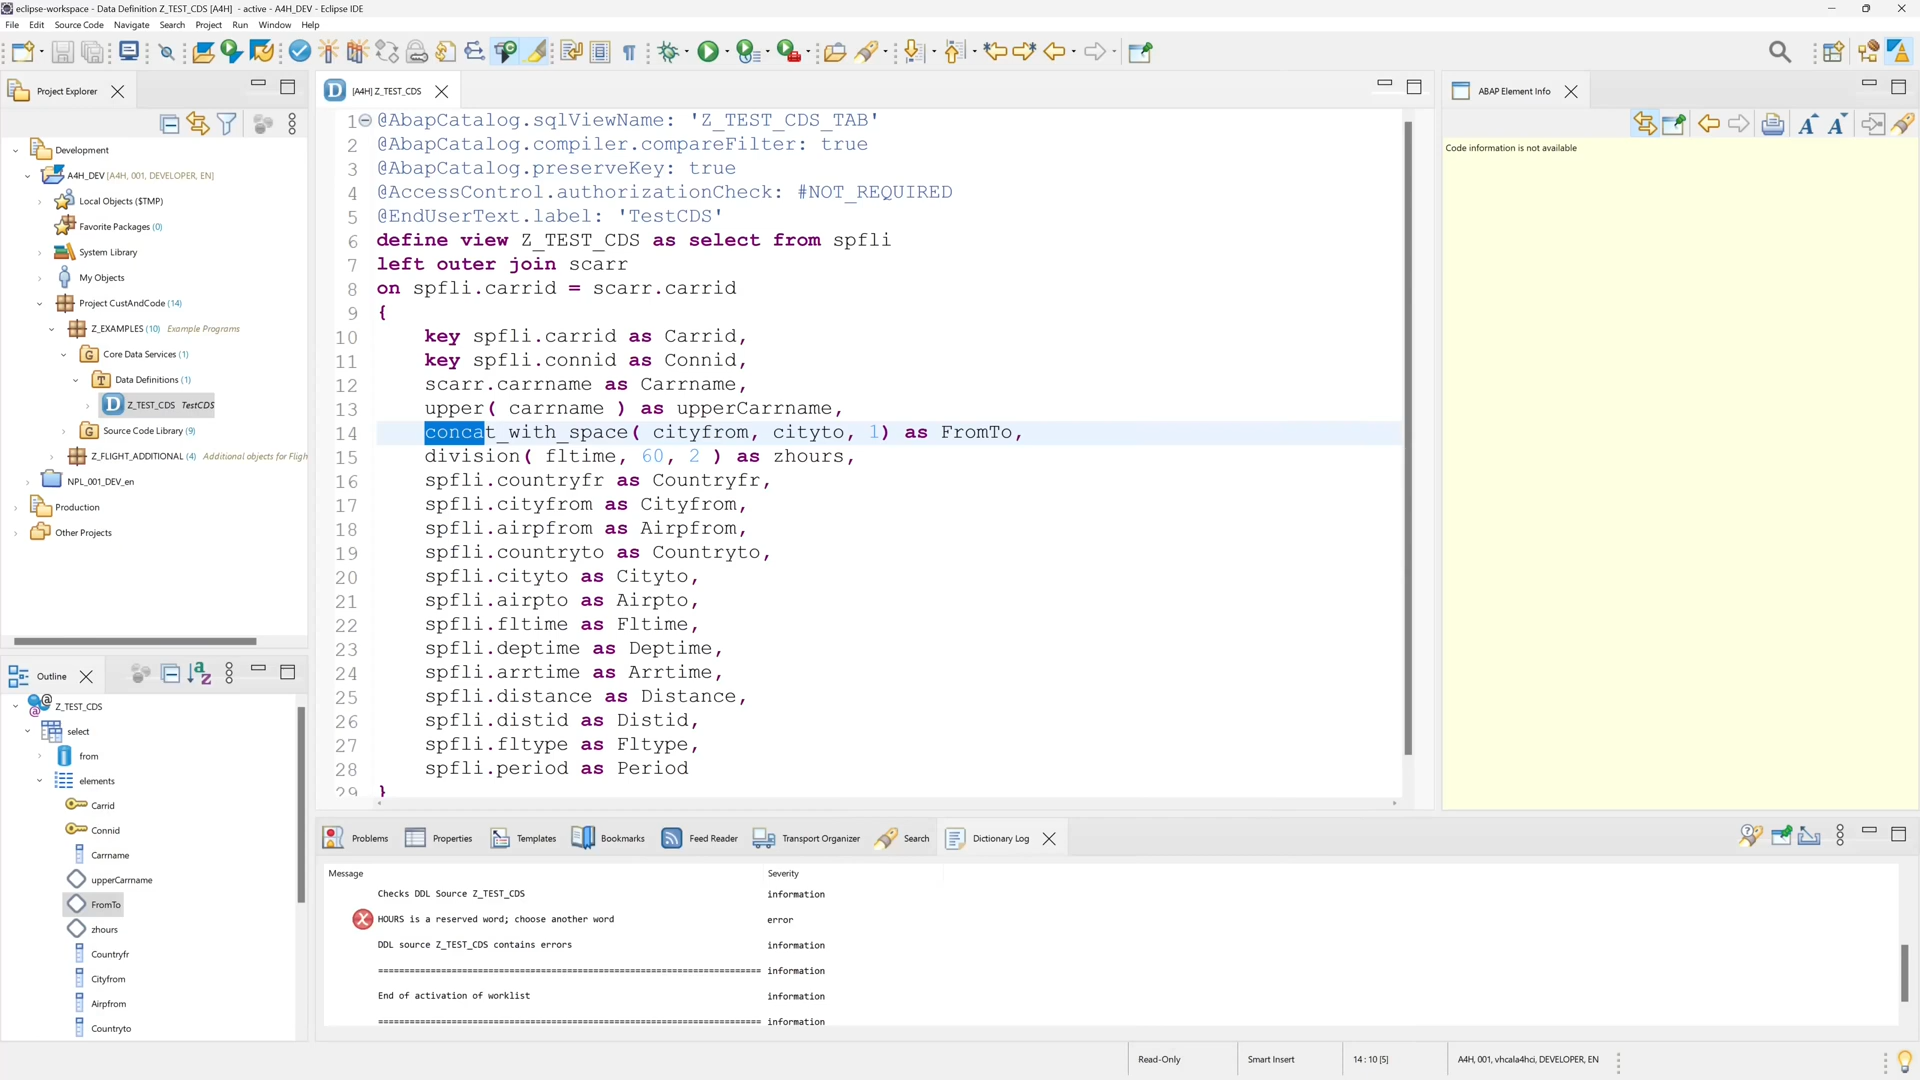 eclipse-workspace - Data Definition Z_TEST_CDS [A4H] - active - A4H_DEV - Eclipse IDE
File Edit Source Code Navigate Search Project Run Window Help
Project Explorer
Development
A4H_DEV [A4H, 001, DEVELOPER, EN]
Local Objects ($TMP)
Favorite Packages (0)
System Library
My Objects
Project CustAndCode (14)
Z_EXAMPLES (10) Example Programs
G Core Data Services (1)
T Data Definitions (1)
D Z_TEST_CDS TestCDS
G Source Code Library (9)
Z_FLIGHT_ADDITIONAL (4) Additional objects for Fligh
NPL_001_DEV_en
Production
Other Projects
Outline
Z_TEST_CDS
select
from
elements
Carrid
Connid
Carrname
upperCarrname
FromTo
zhours
Countryfr
Cityfrom
Airpfrom
Countryto
D [A4H] Z_TEST_CDS
1 @AbapCatalog.sqlViewName: 'Z_TEST_CDS_TAB'
2 @AbapCatalog.compiler.compareFilter: true
3 @AbapCatalog.preserveKey: true
4 @AccessControl.authorizationCheck: #NOT_REQUIRED
5 @EndUserText.label: 'TestCDS'
6 define view Z_TEST_CDS as select from spfli
7 left outer join scarr
8 on spfli.carrid = scarr.carrid
9 {
10 key spfli.carrid as Carrid,
11 key spfli.connid as Connid,
12 scarr.carrname as Carrname,
13 upper( carrname ) as upperCarrname,
14 concat_with_space( cityfrom, cityto, 1) as FromTo,
15 division( fltime, 60, 2 ) as zhours,
16 spfli.countryfr as Countryfr,
17 spfli.cityfrom as Cityfrom,
18 spfli.airpfrom as Airpfrom,
19 spfli.countryto as Countryto,
20 spfli.cityto as Cityto,
21 spfli.airpto as Airpto,
22 spfli.fltime as Fltime,
23 spfli.deptime as Deptime,
24 spfli.arrtime as Arrtime,
25 spfli.distance as Distance,
26 spfli.distid as Distid,
27 spfli.fltype as Fltype,
28 spfli.period as Period
29 }
ABAP Element Info
Code information is not available
Problems Properties Templates Bookmarks Feed Reader Transport Organizer Search Dictionary Log
Message Severity
Checks DDL Source Z_TEST_CDS information
HOURS is a reserved word; choose another word error
DDL source Z_TEST_CDS contains errors information
================================================================================ information
End of activation of worklist information
================================================================================ information
Read-Only Smart Insert 14 : 10 [5] A4H, 001, vhcala4hci, DEVELOPER, EN